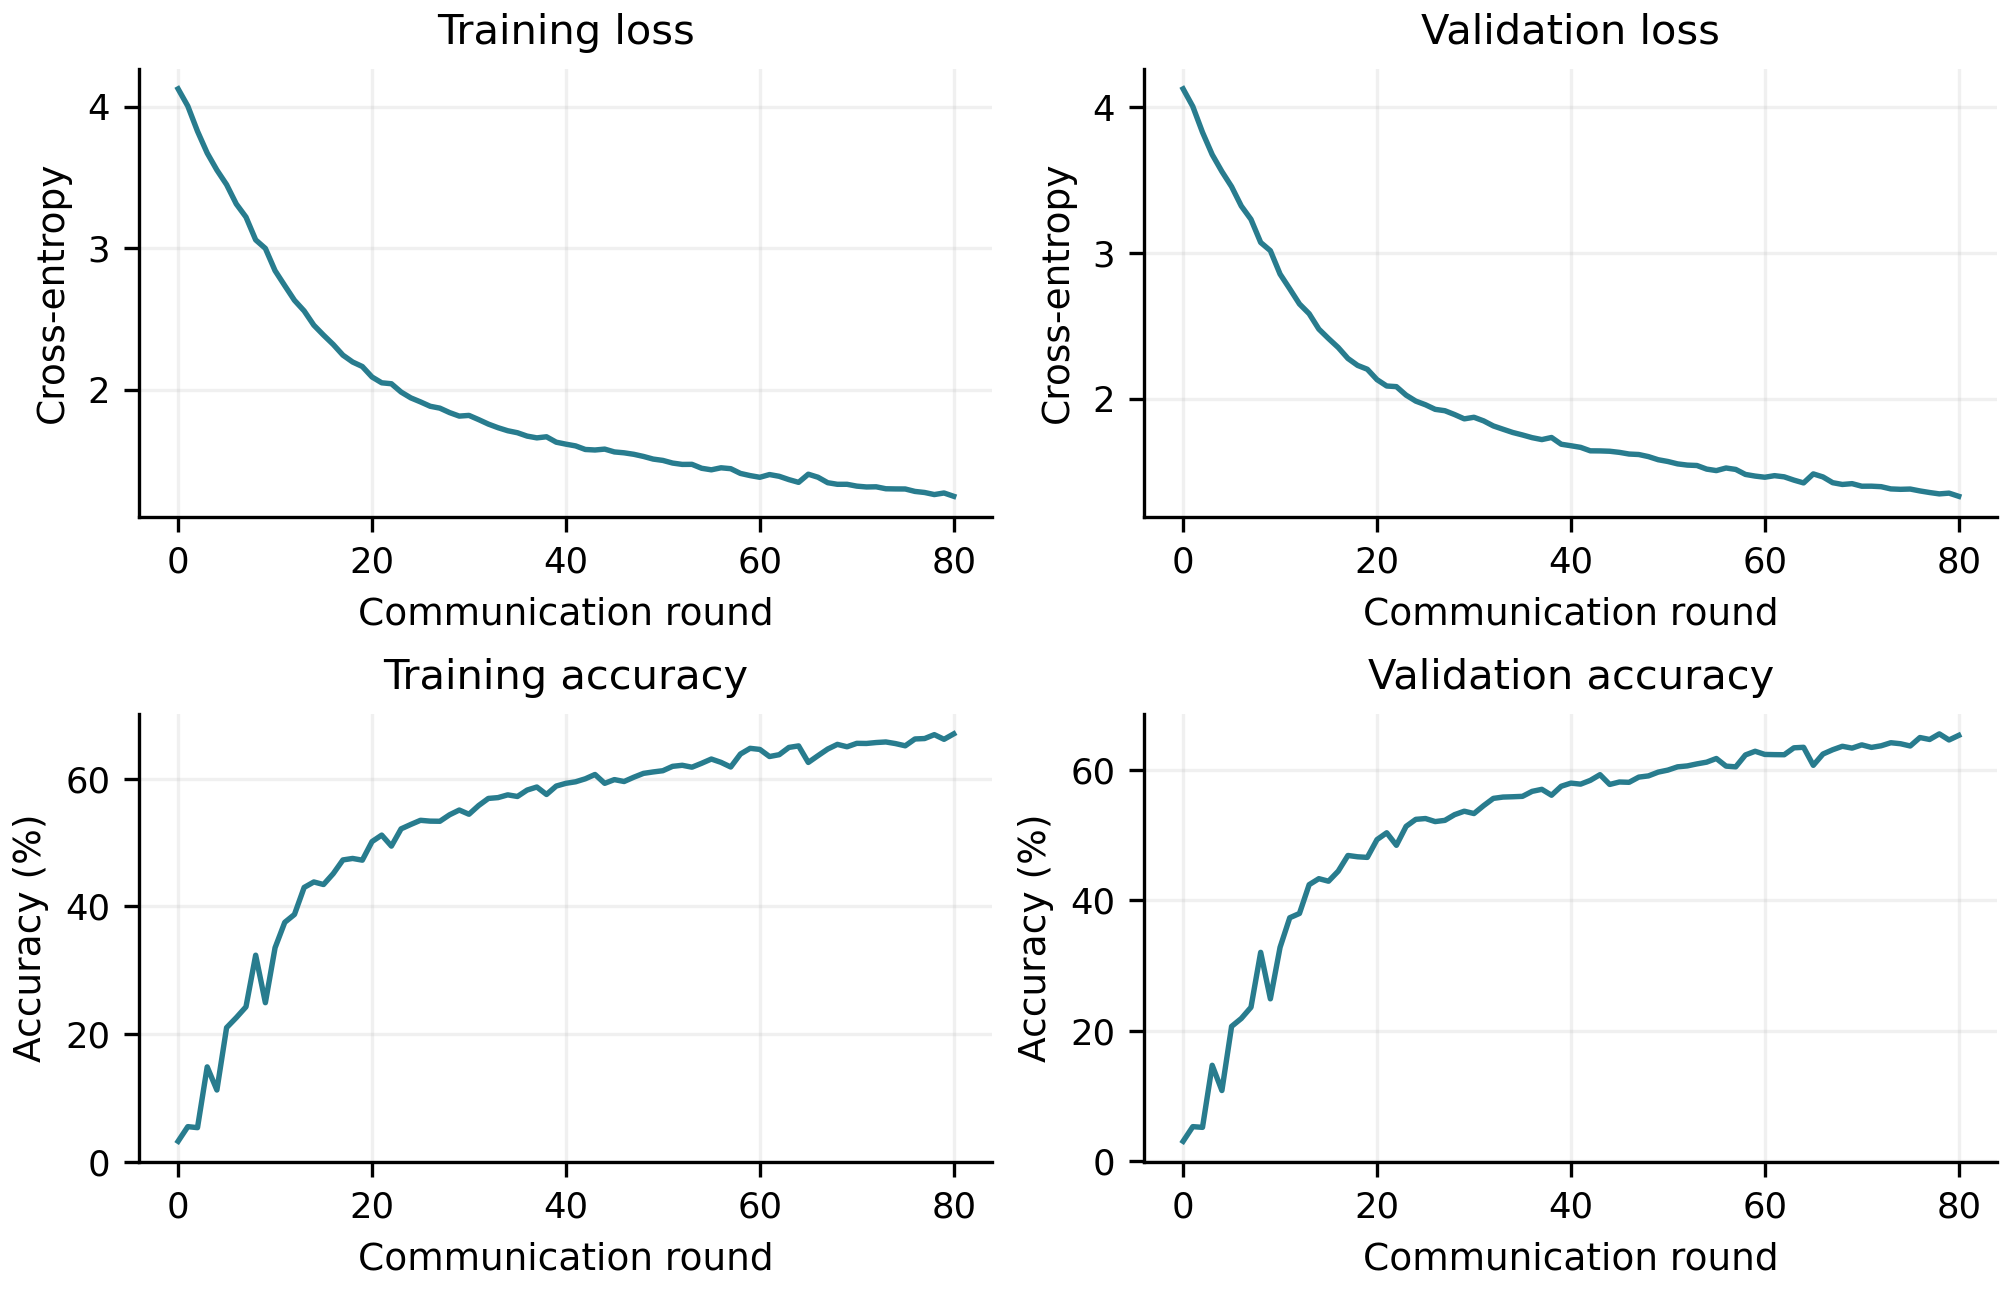 Training loss
Cross-entropy
4
3
2
0 20 40 60 80
Communication round
Validation loss
Cross-entropy
4
3
2
0 20 40 60 80
Communication round
Training accuracy
Accuracy (%)
60
40
20
0
0 20 40 60 80
Communication round
Validation accuracy
Accuracy (%)
60
40
20
0
0 20 40 60 80
Communication round